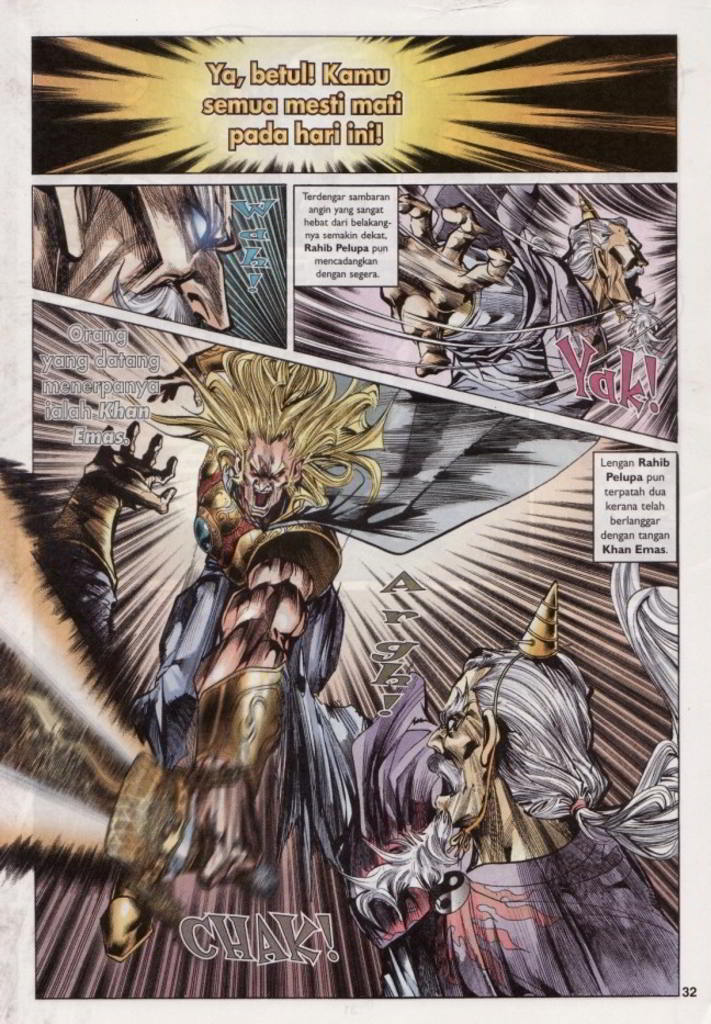 Ya, betul! Kamu
semua mesti mati
pada hari ini!
Wah!
Terdengar sambaran
angin yang sangat
hebat dari belakang-
nya semakin dekat,
Rahib Pelupa pun
mencadangkan
dengan segera.
Yak!
Orang
yang datang
menerpanya
ialah Khan
Emas.
Lengan Rahib
Pelupa pun
terpatah dua
kerana telah
berlanggar
dengan tangan
Khan Emas.
Argh!
CHAK!
32